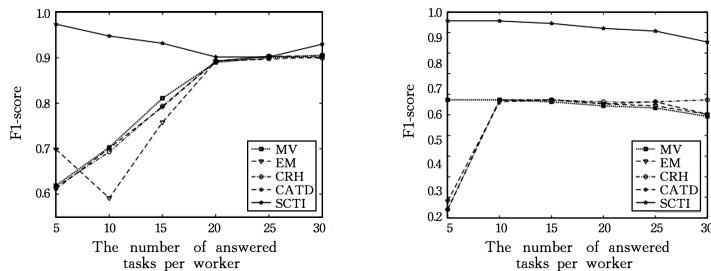 1.0
0.9
0.8
0.7
0.6
F1-score
MV
EM
CRH
CATD
SCTI
5 10 15 20 25 30
The number of answered
tasks per worker
1.0
0.9
0.8
0.7
0.6
0.5
0.4
0.3
0.2
F1-score
MV
EM
CRH
CATD
SCTI
5 10 15 20 25 30
The number of answered
tasks per worker